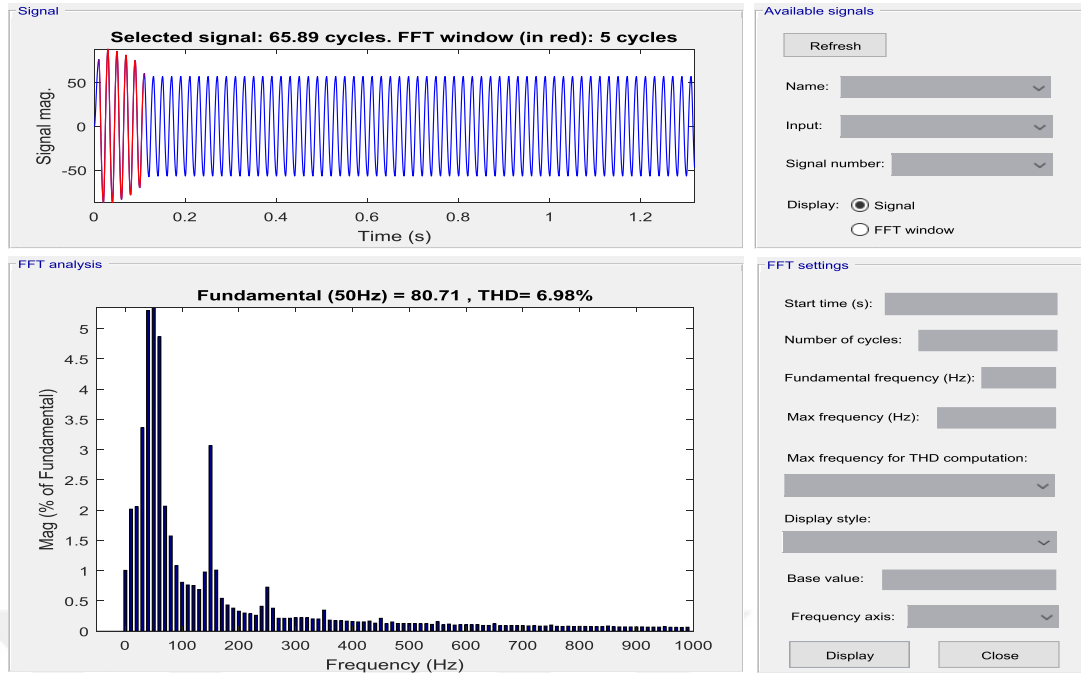 Signal
Selected signal: 65.89 cycles. FFT window (in red): 5 cycles
Signal mag.
50
0
-50
0
0.2
0.4
0.6
0.8
1
1.2
Time (s)
FFT analysis
Fundamental (50Hz) = 80.71 , THD= 6.98%
Mag (% of Fundamental)
5
4.5
4
3.5
3
2.5
2
1.5
1
0.5
0
0
100
200
300
400
500
600
700
800
900
1000
Frequency (Hz)
Available signals
Refresh
Name:
Input:
Signal number:
Display:
Signal
FFT window
FFT settings
Start time (s):
Number of cycles:
Fundamental frequency (Hz):
Max frequency (Hz):
Max frequency for THD computation:
Display style:
Base value:
Frequency axis:
Display
Close